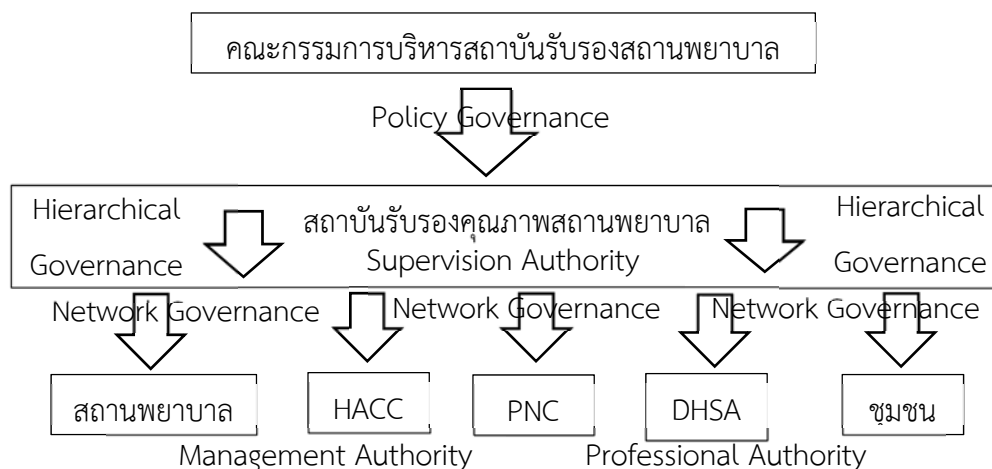 คณะกรรมการบริหารสถาบันรับรองสถานพยาบาล
Policy Governance
Hierarchical Governance
สถาบันรับรองคุณภาพสถานพยาบาล
Supervision Authority
Hierarchical Governance
Network Governance
Network Governance
Network Governance
สถานพยาบาล
HACC
PNC
DHSA
ชุมชน
Management Authority
Professional Authority